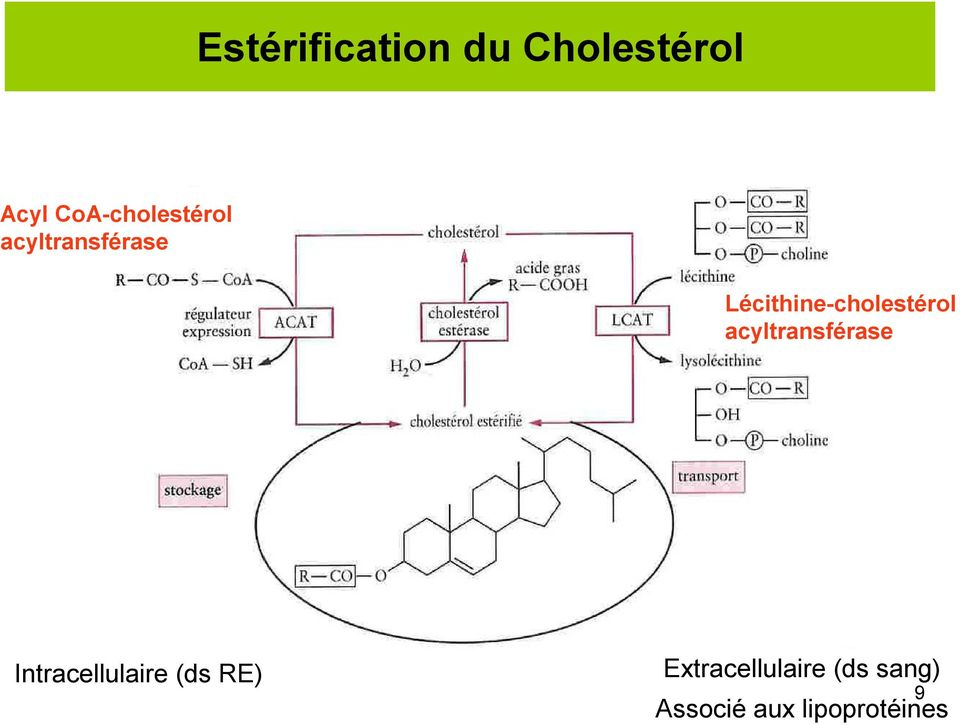 Estérification du Cholestérol
Acyl CoA-cholestérol
acyltransférase
cholestérol
O—CO—R
O—CO—R
O—P—choline
R—CO—S—CoA
acide gras
R—COOH
lécithine
Lécithine-cholestérol
acyltransférase
régulateur
expression
ACAT
cholestérol
estérase
LCAT
CoA—SH
H₂O
lysolécithine
O—CO—R
OH
O—P—choline
cholestérol estérifié
stockage
transport
R—CO—O
Intracellulaire (ds RE)
Extracellulaire (ds sang)
9
Associé aux lipoprotéines